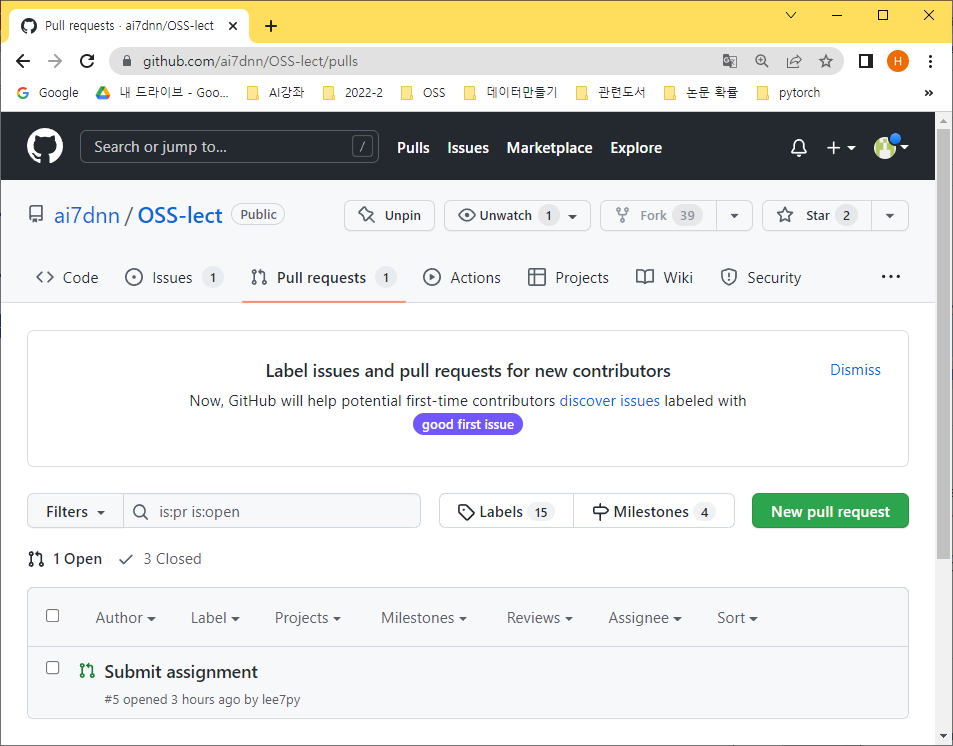 Pull requests · ai7dnn/OSS-lect
github.com/ai7dnn/OSS-lect/pulls
H
Google 내 드라이브 - Goo... AI강좌 2022-2 OSS 데이터만들기 관련도서 논문 확률 pytorch »
Search or jump to... / Pulls Issues Marketplace Explore
ai7dnn / OSS-lect Public Unpin Unwatch 1 Fork 39 Star 2
Code Issues 1 Pull requests 1 Actions Projects Wiki Security ...
Label issues and pull requests for new contributors Dismiss
Now, GitHub will help potential first-time contributors discover issues labeled with
good first issue
Filters is:pr is:open Labels 15 Milestones 4 New pull request
1 Open 3 Closed
Author Label Projects Milestones Reviews Assignee Sort
Submit assignment
#5 opened 3 hours ago by lee7py